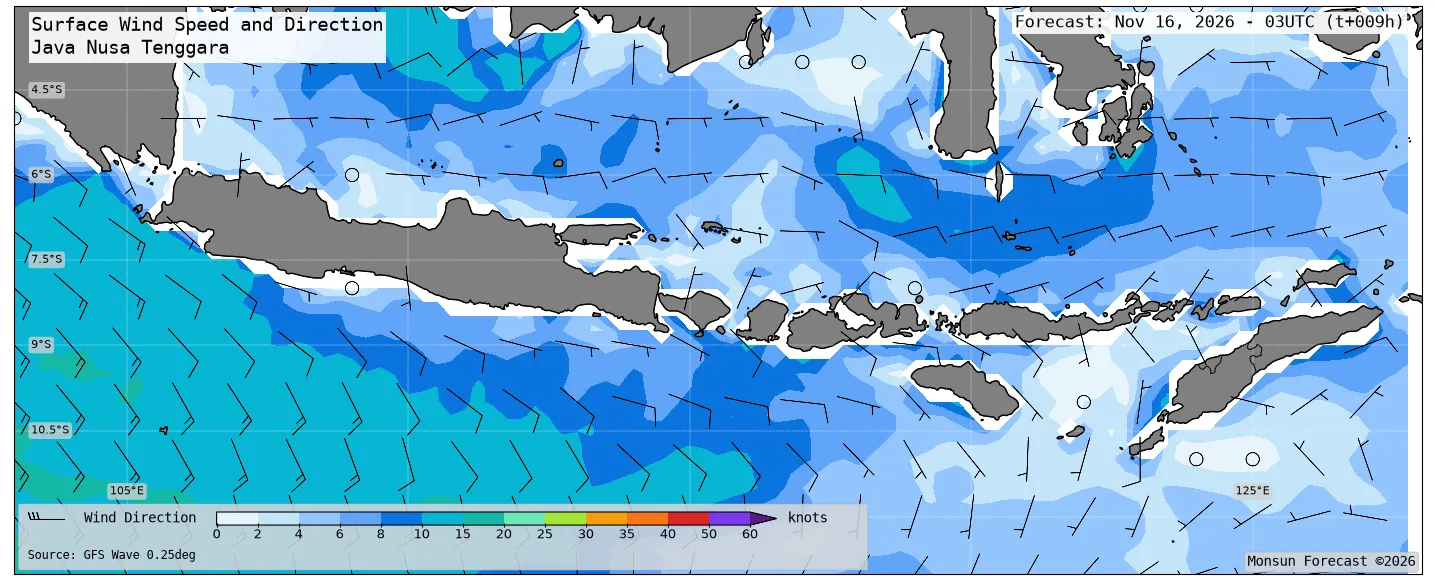 Surface Wind Speed and Direction
Java Nusa Tenggara
Forecast: Nov 16, 2026 - 03UTC (t+009h)
4.5°S
6°S
7.5°S
9°S
10.5°S
105°E
125°E
Wind Direction
0 2 4 6 8 10 15 20 25 30 35 40 50 60
knots
Source: GFS Wave 0.25deg
Monsun Forecast ©2026